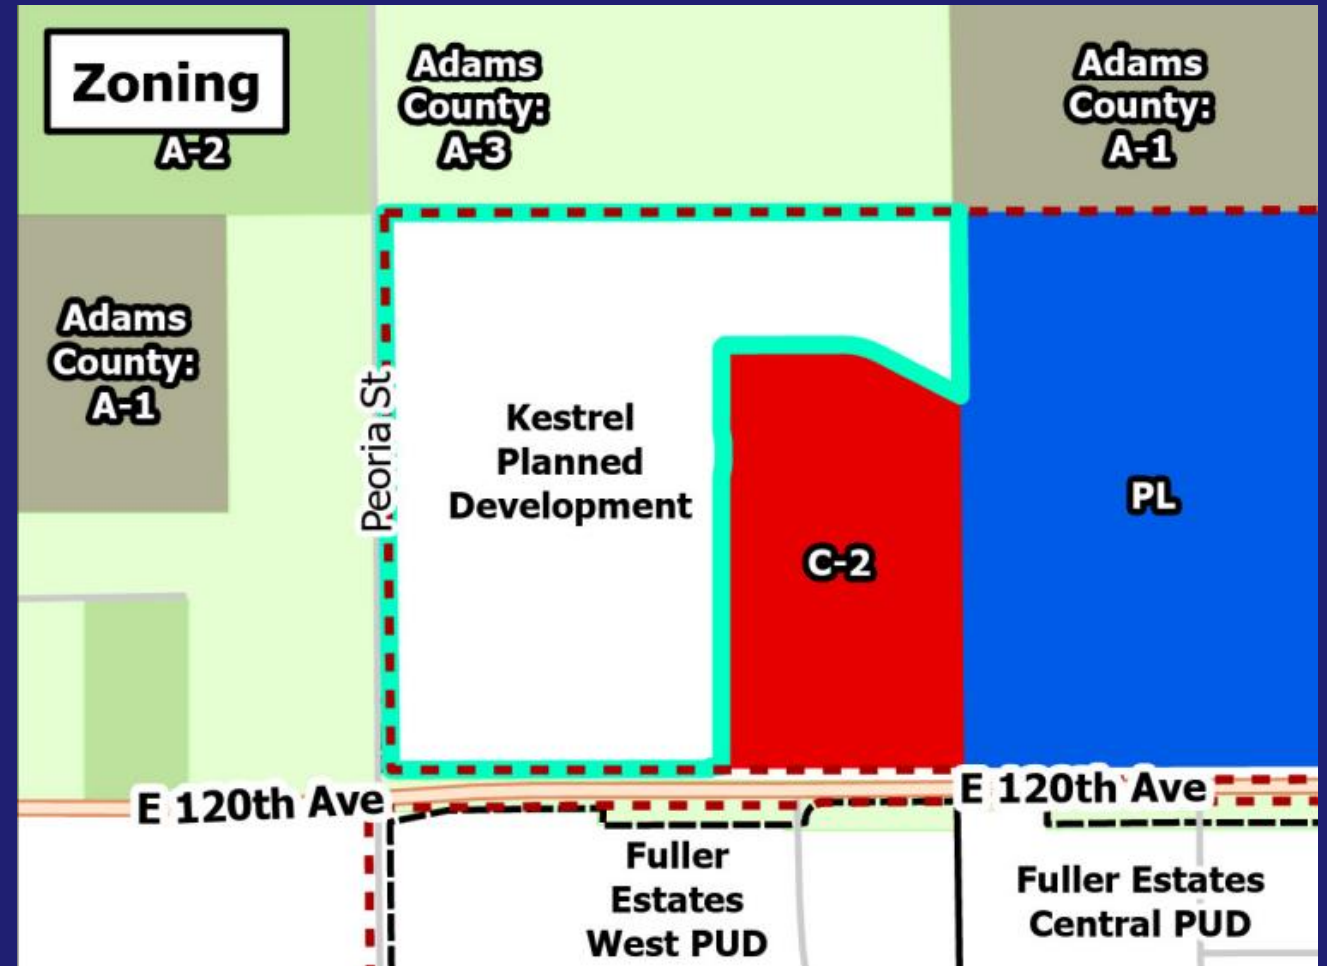 Zoning
A-2
Adams
County:
A-3
Adams
County:
A-1
Adams
County:
A-1
Peoria St
Kestrel
Planned
Development
C-2
PL
E 120th Ave
E 120th Ave
Fuller
Estates
West PUD
Fuller Estates
Central PUD